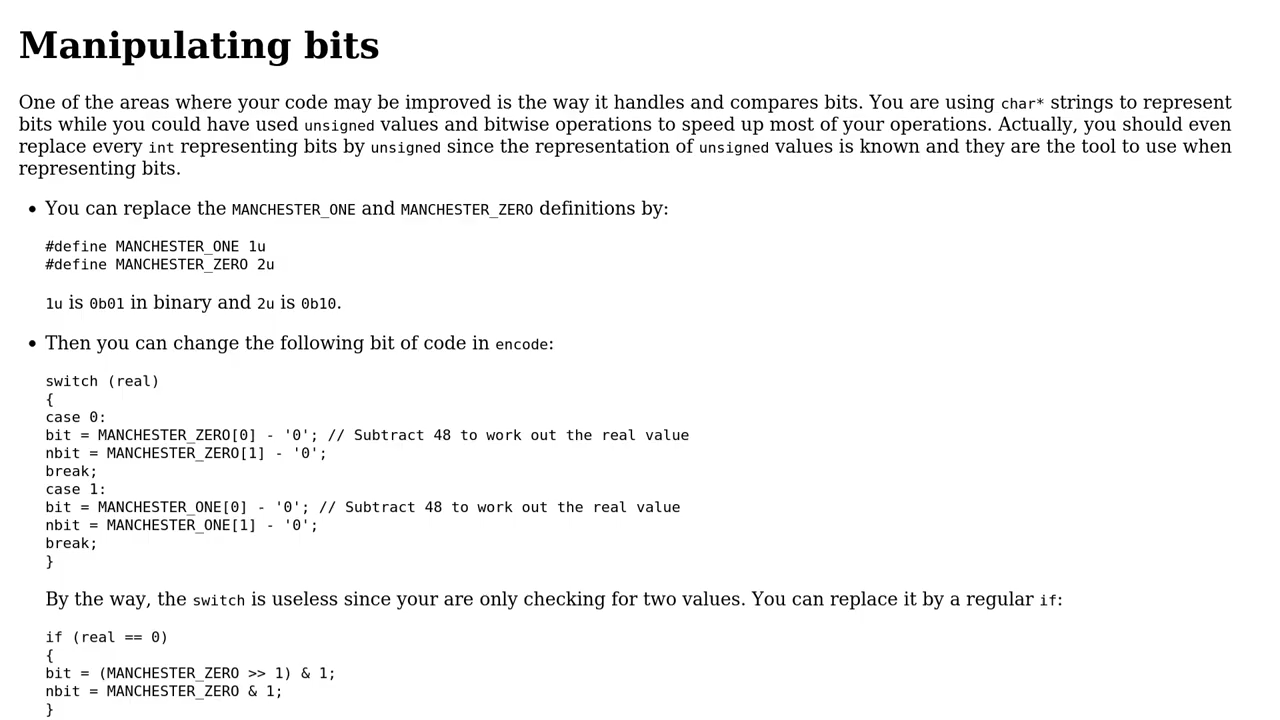 Manipulating bits
One of the areas where your code may be improved is the way it handles and compares bits. You are using char* strings to represent
bits while you could have used unsigned values and bitwise operations to speed up most of your operations. Actually, you should even
replace every int representing bits by unsigned since the representation of unsigned values is known and they are the tool to use when
representing bits.
• You can replace the MANCHESTER_ONE and MANCHESTER_ZERO definitions by:
#define MANCHESTER_ONE 1u
#define MANCHESTER_ZERO 2u
1u is 0b01 in binary and 2u is 0b10.
• Then you can change the following bit of code in encode:
switch (real)
{
case 0:
bit = MANCHESTER_ZERO[0] - '0'; // Subtract 48 to work out the real value
nbit = MANCHESTER_ZERO[1] - '0';
break;
case 1:
bit = MANCHESTER_ONE[0] - '0'; // Subtract 48 to work out the real value
nbit = MANCHESTER_ONE[1] - '0';
break;
}
By the way, the switch is useless since your are only checking for two values. You can replace it by a regular if:
if (real == 0)
{
bit = (MANCHESTER_ZERO >> 1) & 1;
nbit = MANCHESTER_ZERO & 1;
}